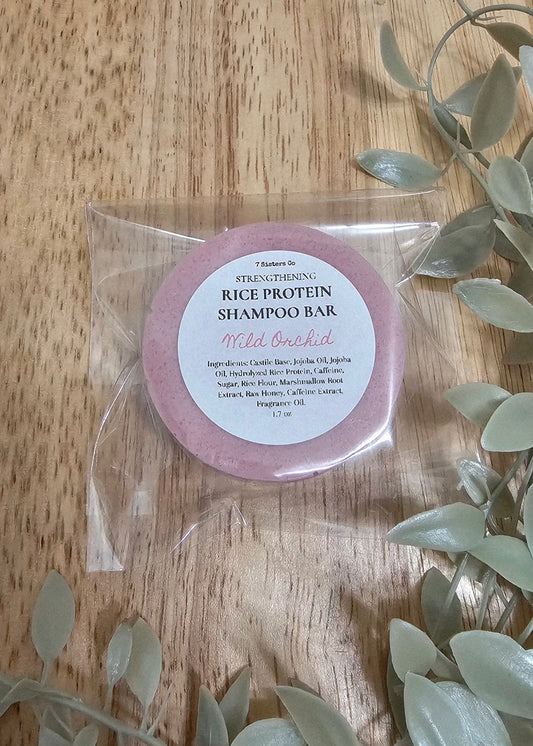 7 Sisters Co
STRENGTHENING
RICE PROTEIN
SHAMPOO BAR
Wild Orchid
Ingredients: Castile Base, Jojoba Oil, Jojoba
Oil, Hydrolyzed Rice Protein, Caffeine,
Sugar, Rice Flour, Marshmallow Root
Extract, Raw Honey, Caffeine Extract,
Fragrance Oil.
1.7 oz